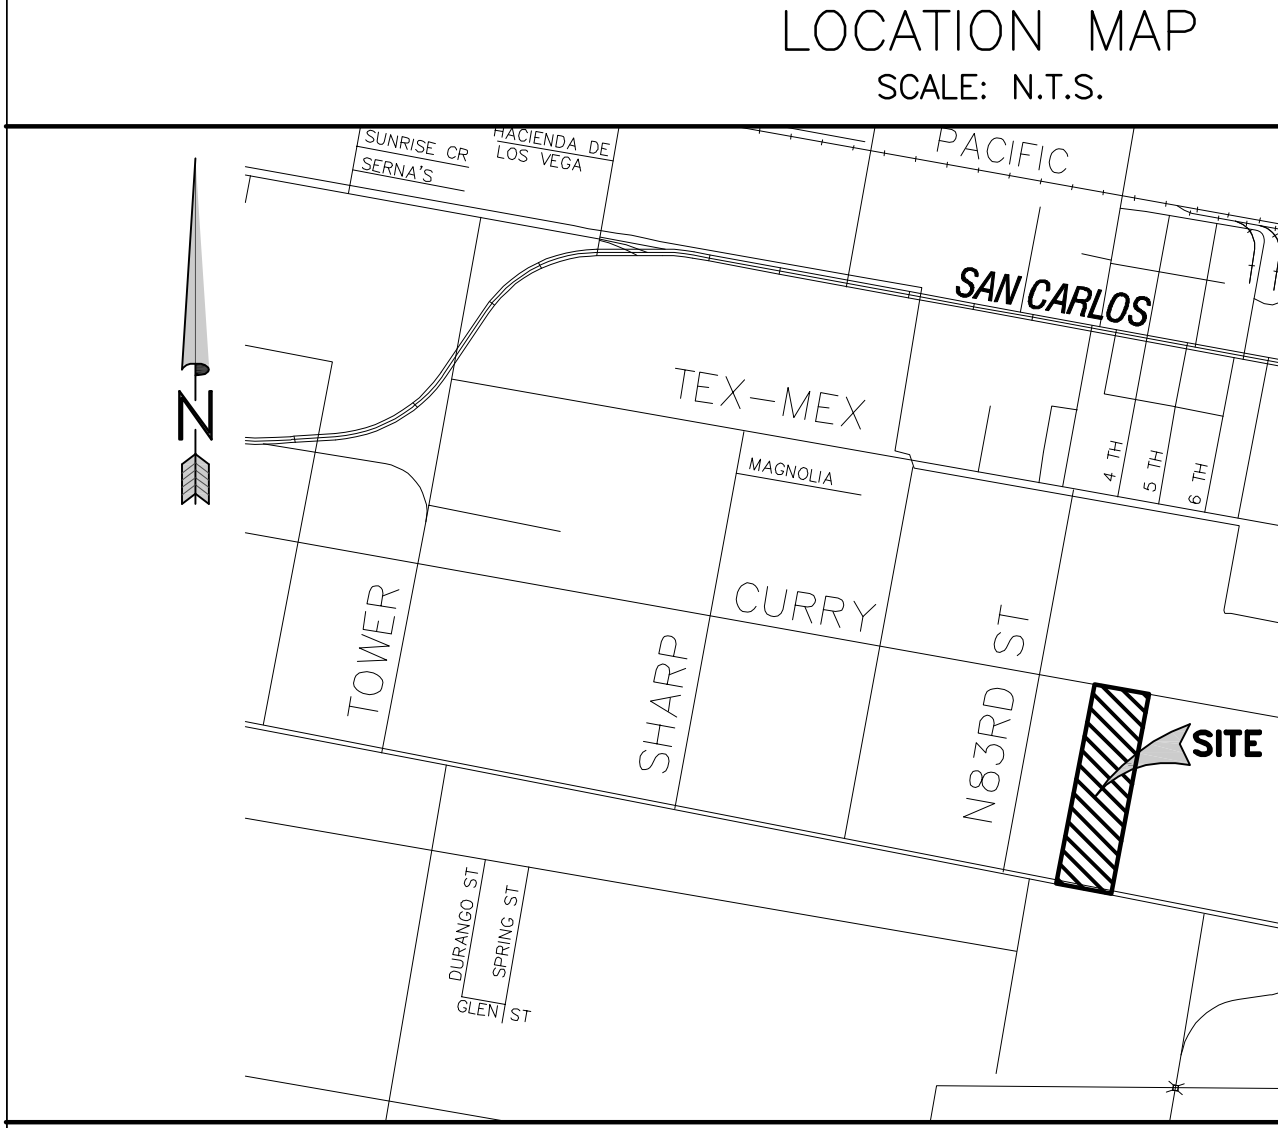 LOCATION MAP
SCALE: N.T.S.
SUNRISE CR
SERNA'S
HACIENDA DE
LOS VEGA
PACIFIC
SAN CARLOS
TEX-MEX
MAGNOLIA
4 TH
5 TH
6 TH
N
CURRY
TOWER
SHARP
N83RD ST
SITE
DURANGO ST
SPRING ST
GLEN ST